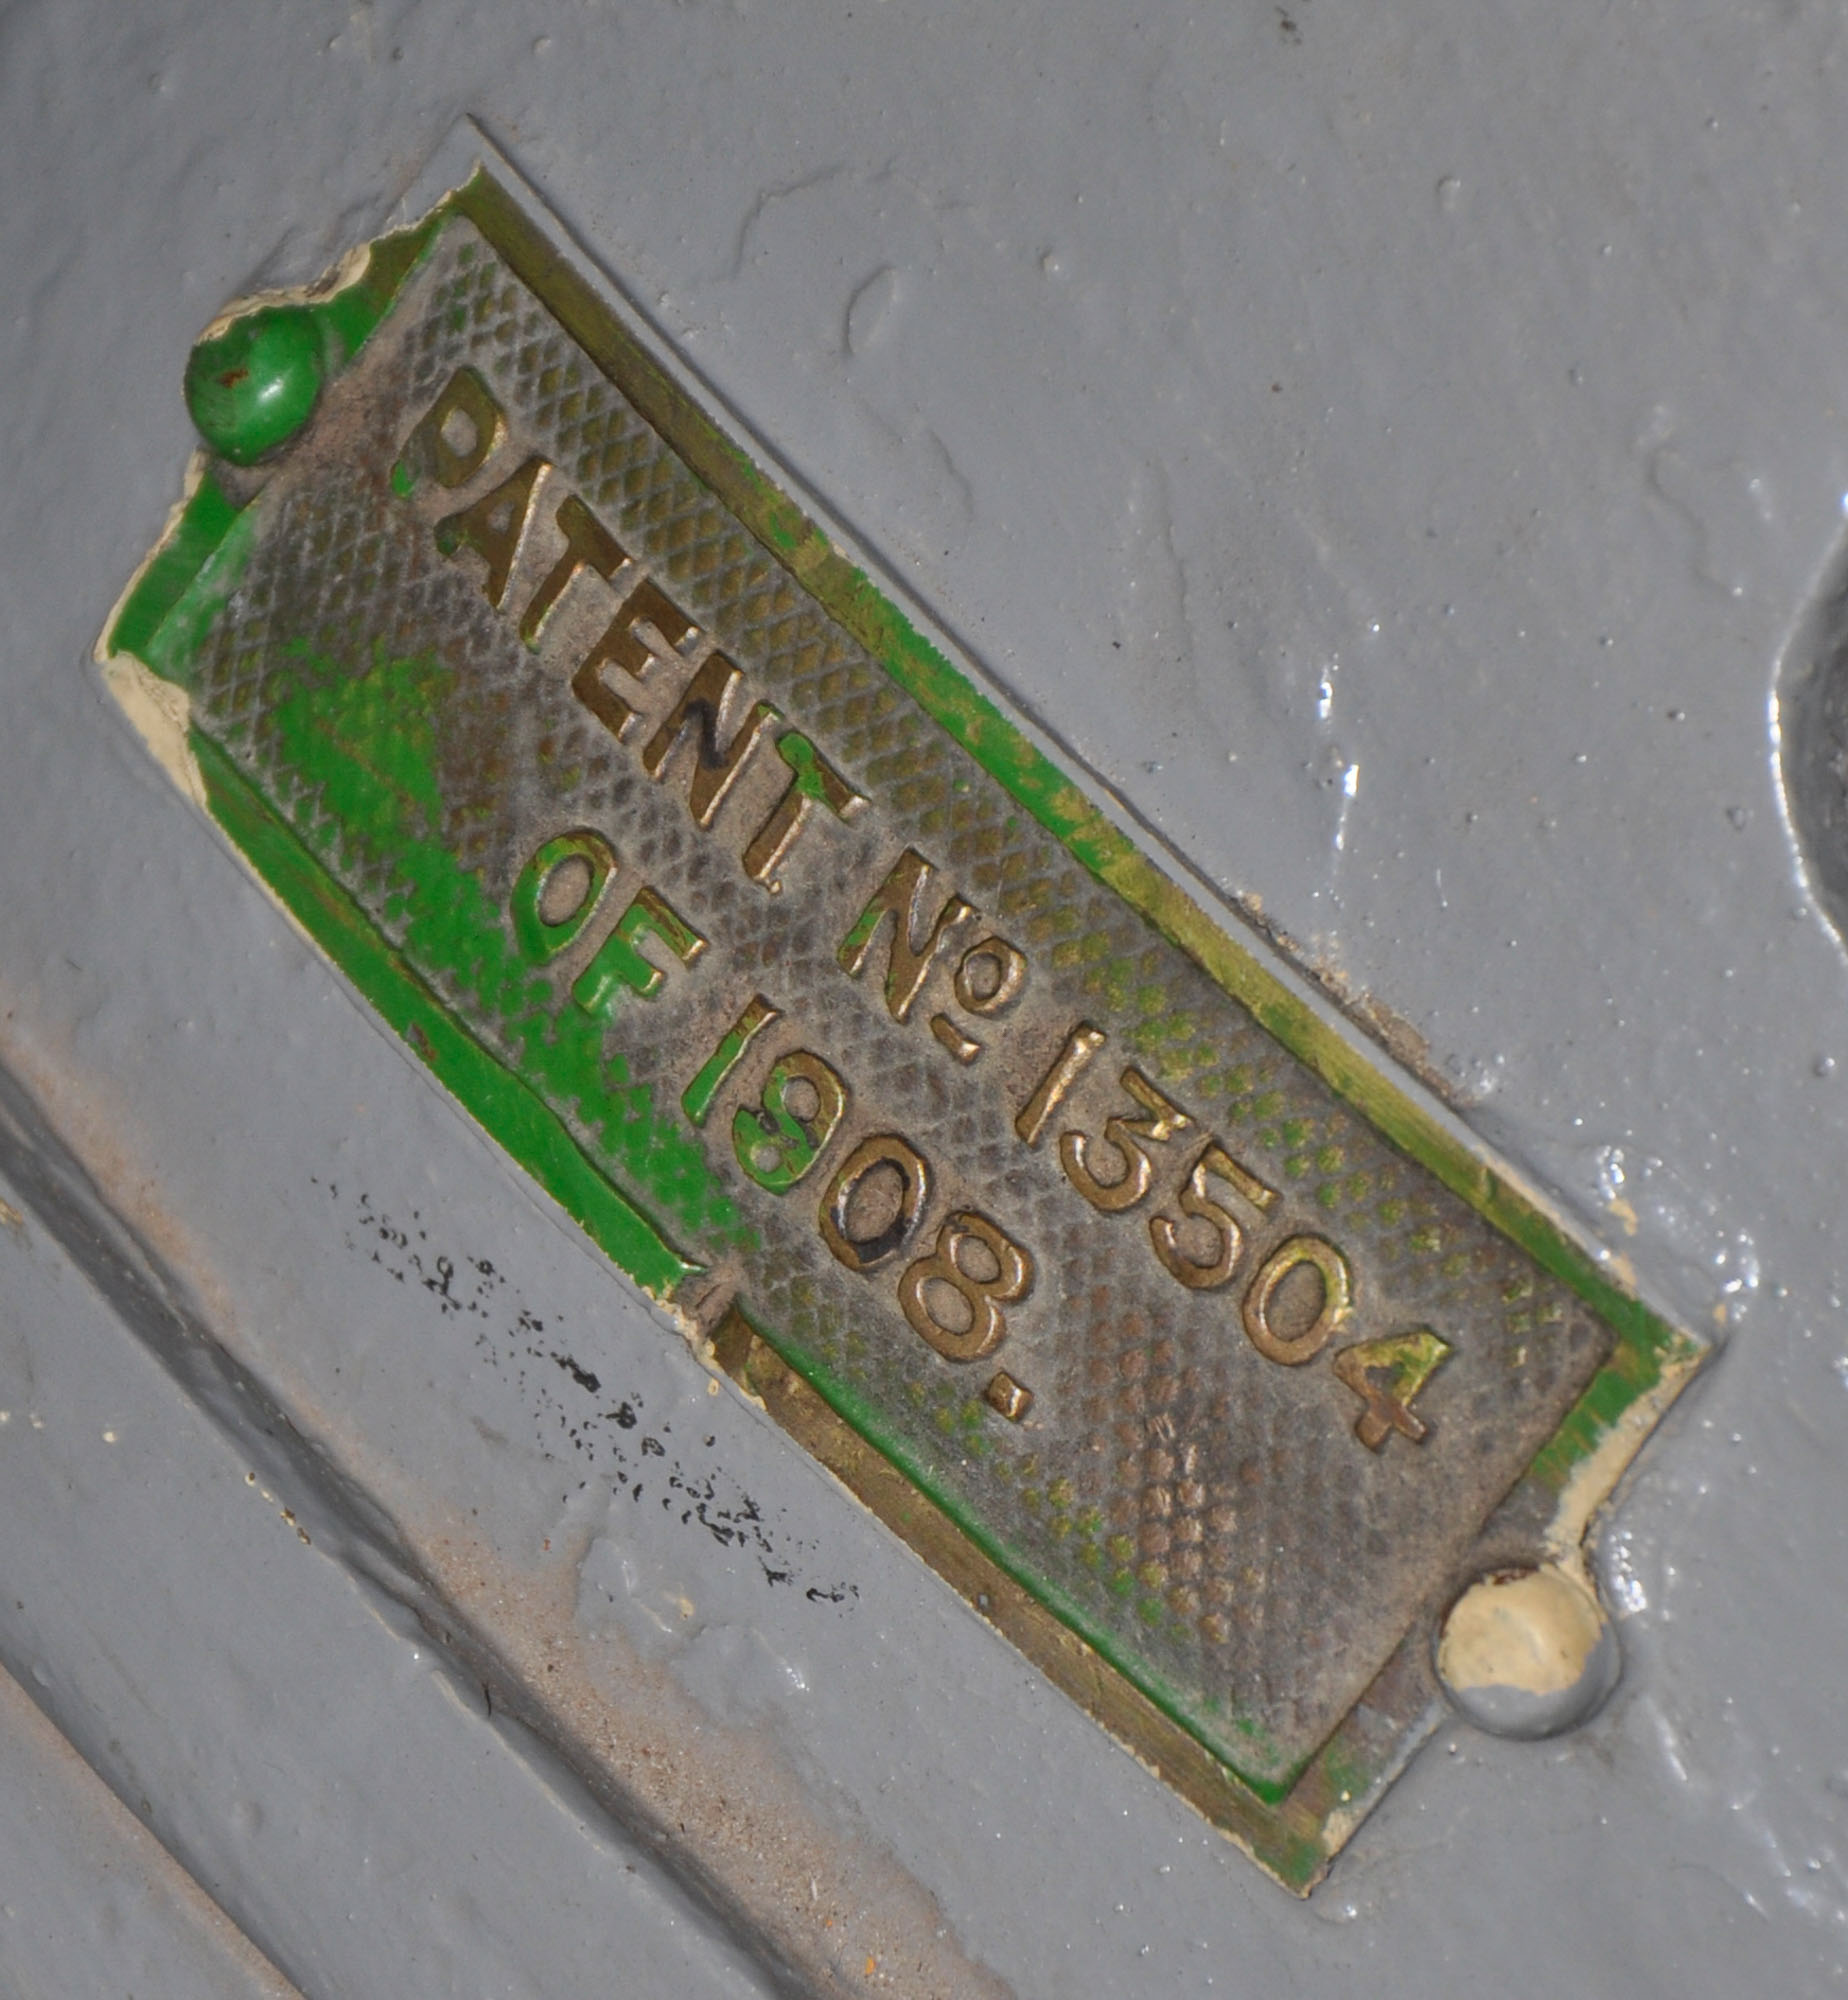 PATENT No 13504
OF 1908.